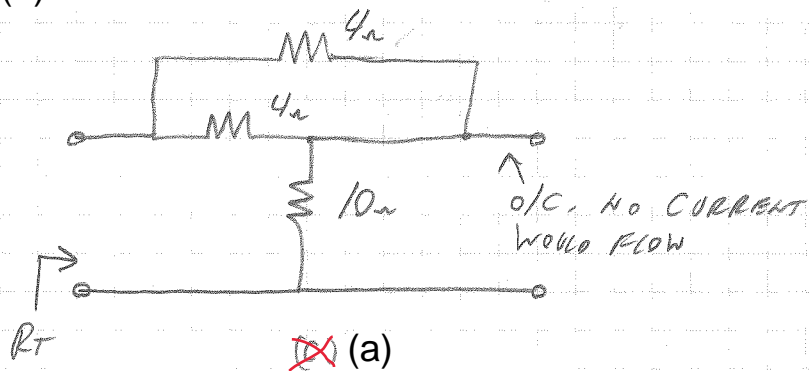 4Ω
4Ω
10Ω
O/C. NO CURRENT
WOULD FLOW
RT
(a)